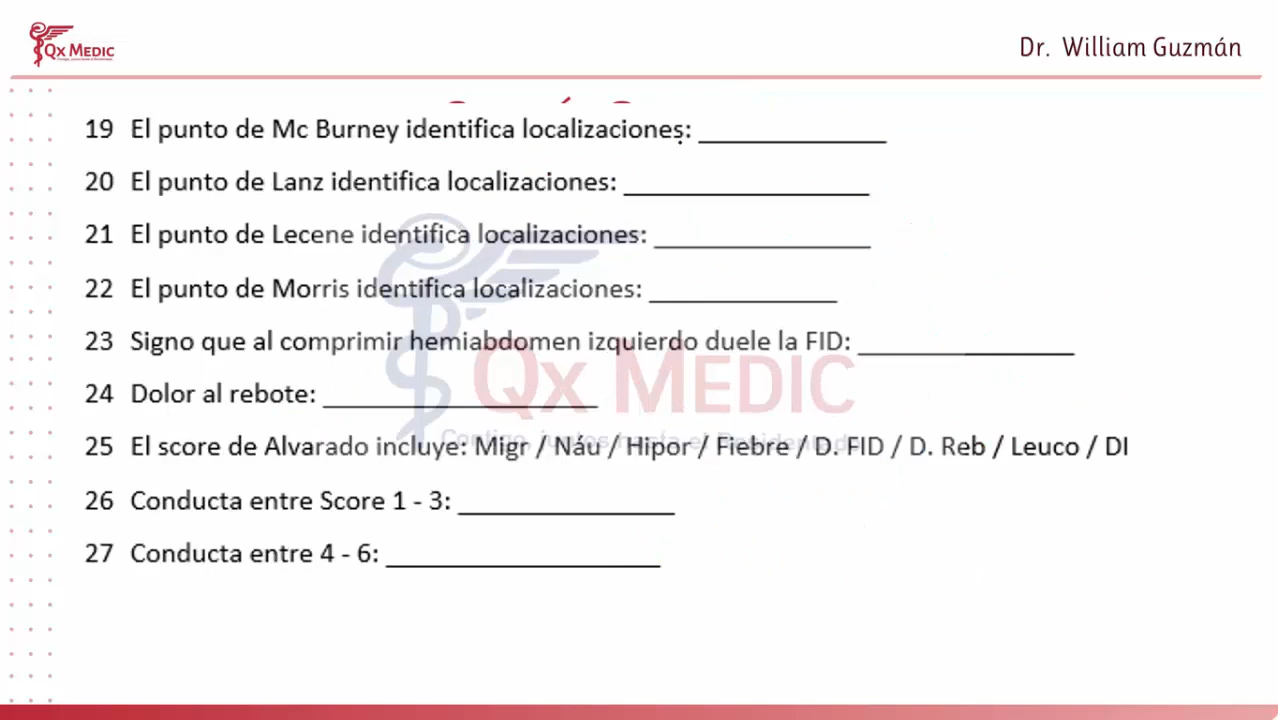 Qx Medic
Dr. William Guzmán
19 El punto de Mc Burney identifica localizaciones: ______________
20 El punto de Lanz identifica localizaciones: __________________
21 El punto de Lecene identifica localizaciones: ________________
22 El punto de Morris identifica localizaciones: ______________
23 Signo que al comprimir hemiabdomen izquierdo duele la FID: ________________
24 Dolor al rebote: ____________________
Qx Medic
25 El score de Alvarado incluye: Migr / Náu / Hipor / Fiebre / D. FID / D. Reb / Leuco / DI
26 Conducta entre Score 1 - 3: ________________
27 Conducta entre 4 - 6: ____________________